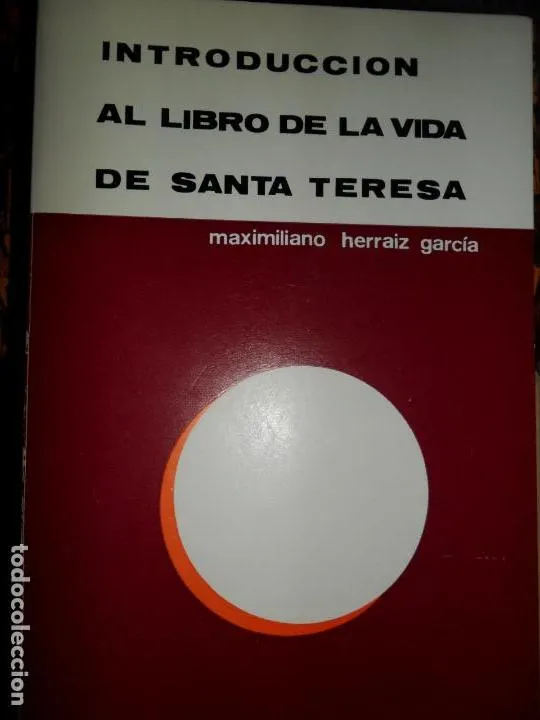 INTRODUCCION
AL LIBRO DE LA VIDA
DE SANTA TERESA
maximiliano herraiz garcía
todocoleccion